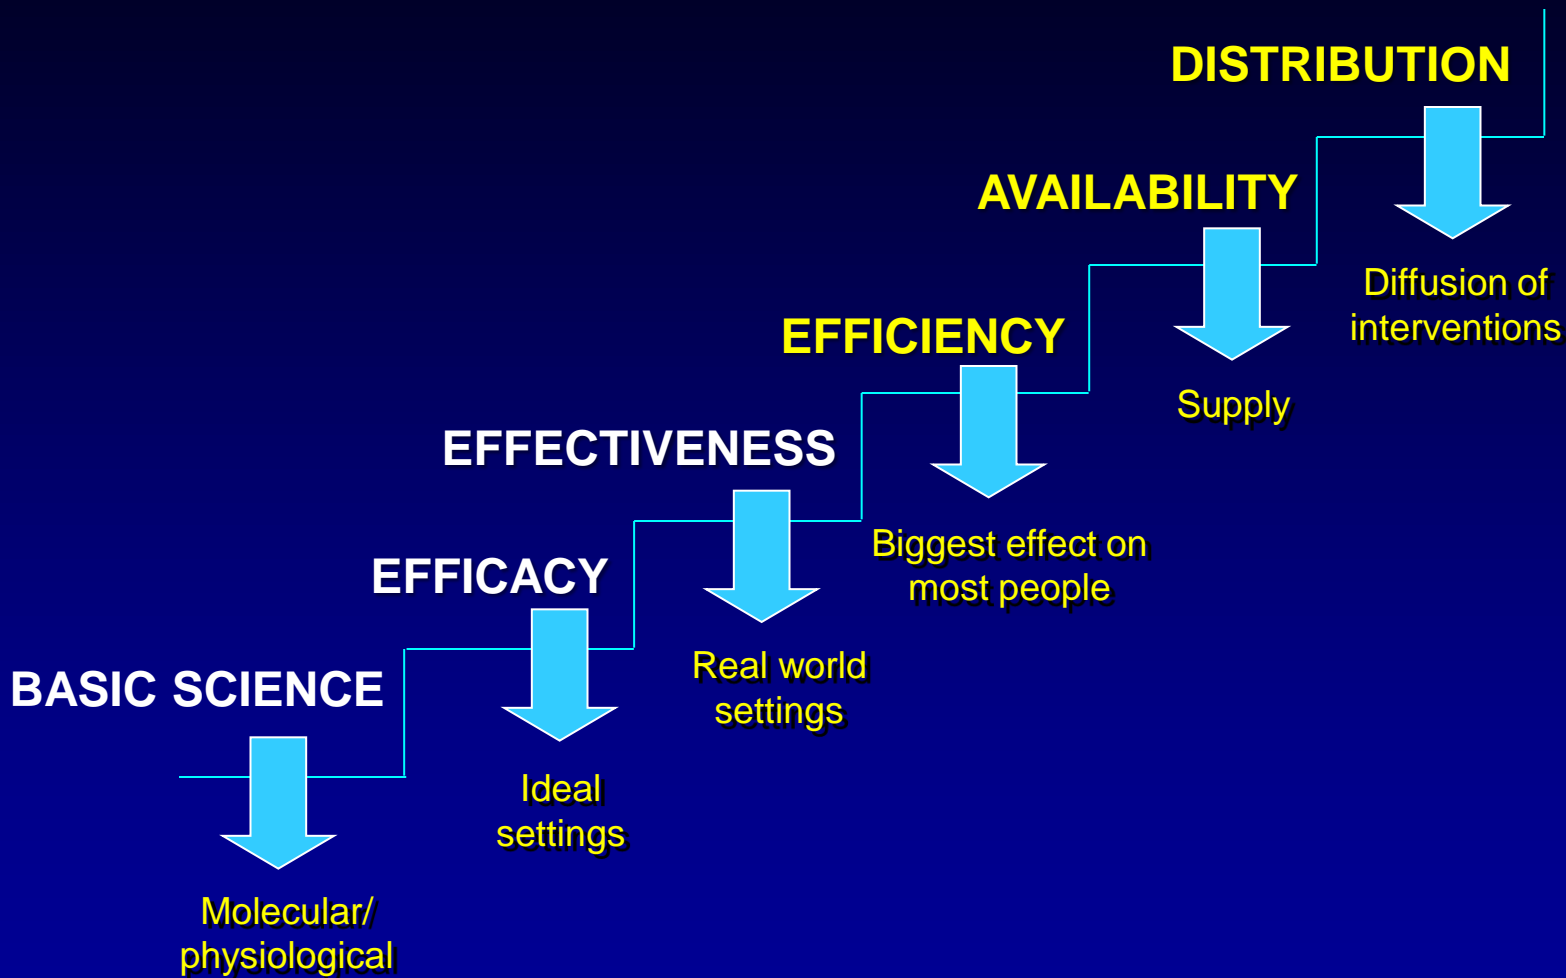 DISTRIBUTION
Diffusion of
interventions
AVAILABILITY
Supply
EFFICIENCY
Biggest effect on
most people
EFFECTIVENESS
Real world
settings
EFFICACY
Ideal
settings
BASIC SCIENCE
Molecular/
physiological